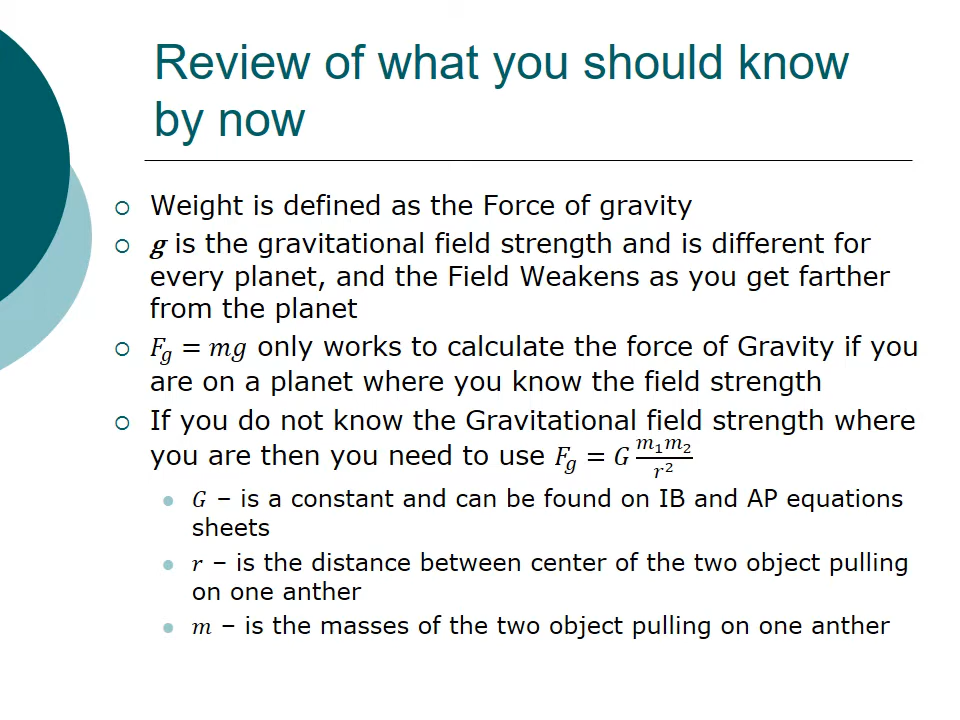 Review of what you should know
by now
Weight is defined as the Force of gravity
g is the gravitational field strength and is different for
every planet, and the Field Weakens as you get farther
from the planet
F_g = mg only works to calculate the force of Gravity if you
are on a planet where you know the field strength
If you do not know the Gravitational field strength where
you are then you need to use F_g = G m₁m₂/r²
G – is a constant and can be found on IB and AP equations
sheets
r – is the distance between center of the two object pulling
on one anther
m – is the masses of the two object pulling on one anther